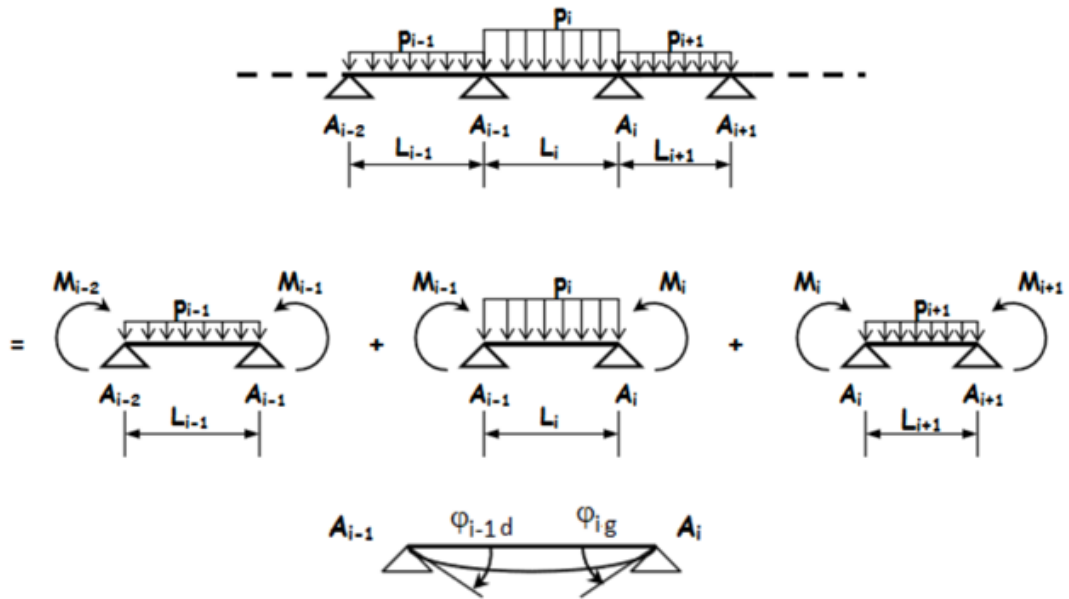 pᵢ
pᵢ₋₁ pᵢ₊₁
Aᵢ₋₂ Aᵢ₋₁ Aᵢ Aᵢ₊₁
Lᵢ₋₁ Lᵢ Lᵢ₊₁
Mᵢ₋₂ Mᵢ₋₁ Mᵢ₋₁ pᵢ Mᵢ Mᵢ Mᵢ₊₁
pᵢ₋₁ pᵢ₊₁
= + +
Aᵢ₋₂ Aᵢ₋₁ Aᵢ₋₁ Aᵢ Aᵢ Aᵢ₊₁
Lᵢ₋₁ Lᵢ Lᵢ₊₁
Aᵢ₋₁ φᵢ₋₁ d φᵢ g Aᵢ